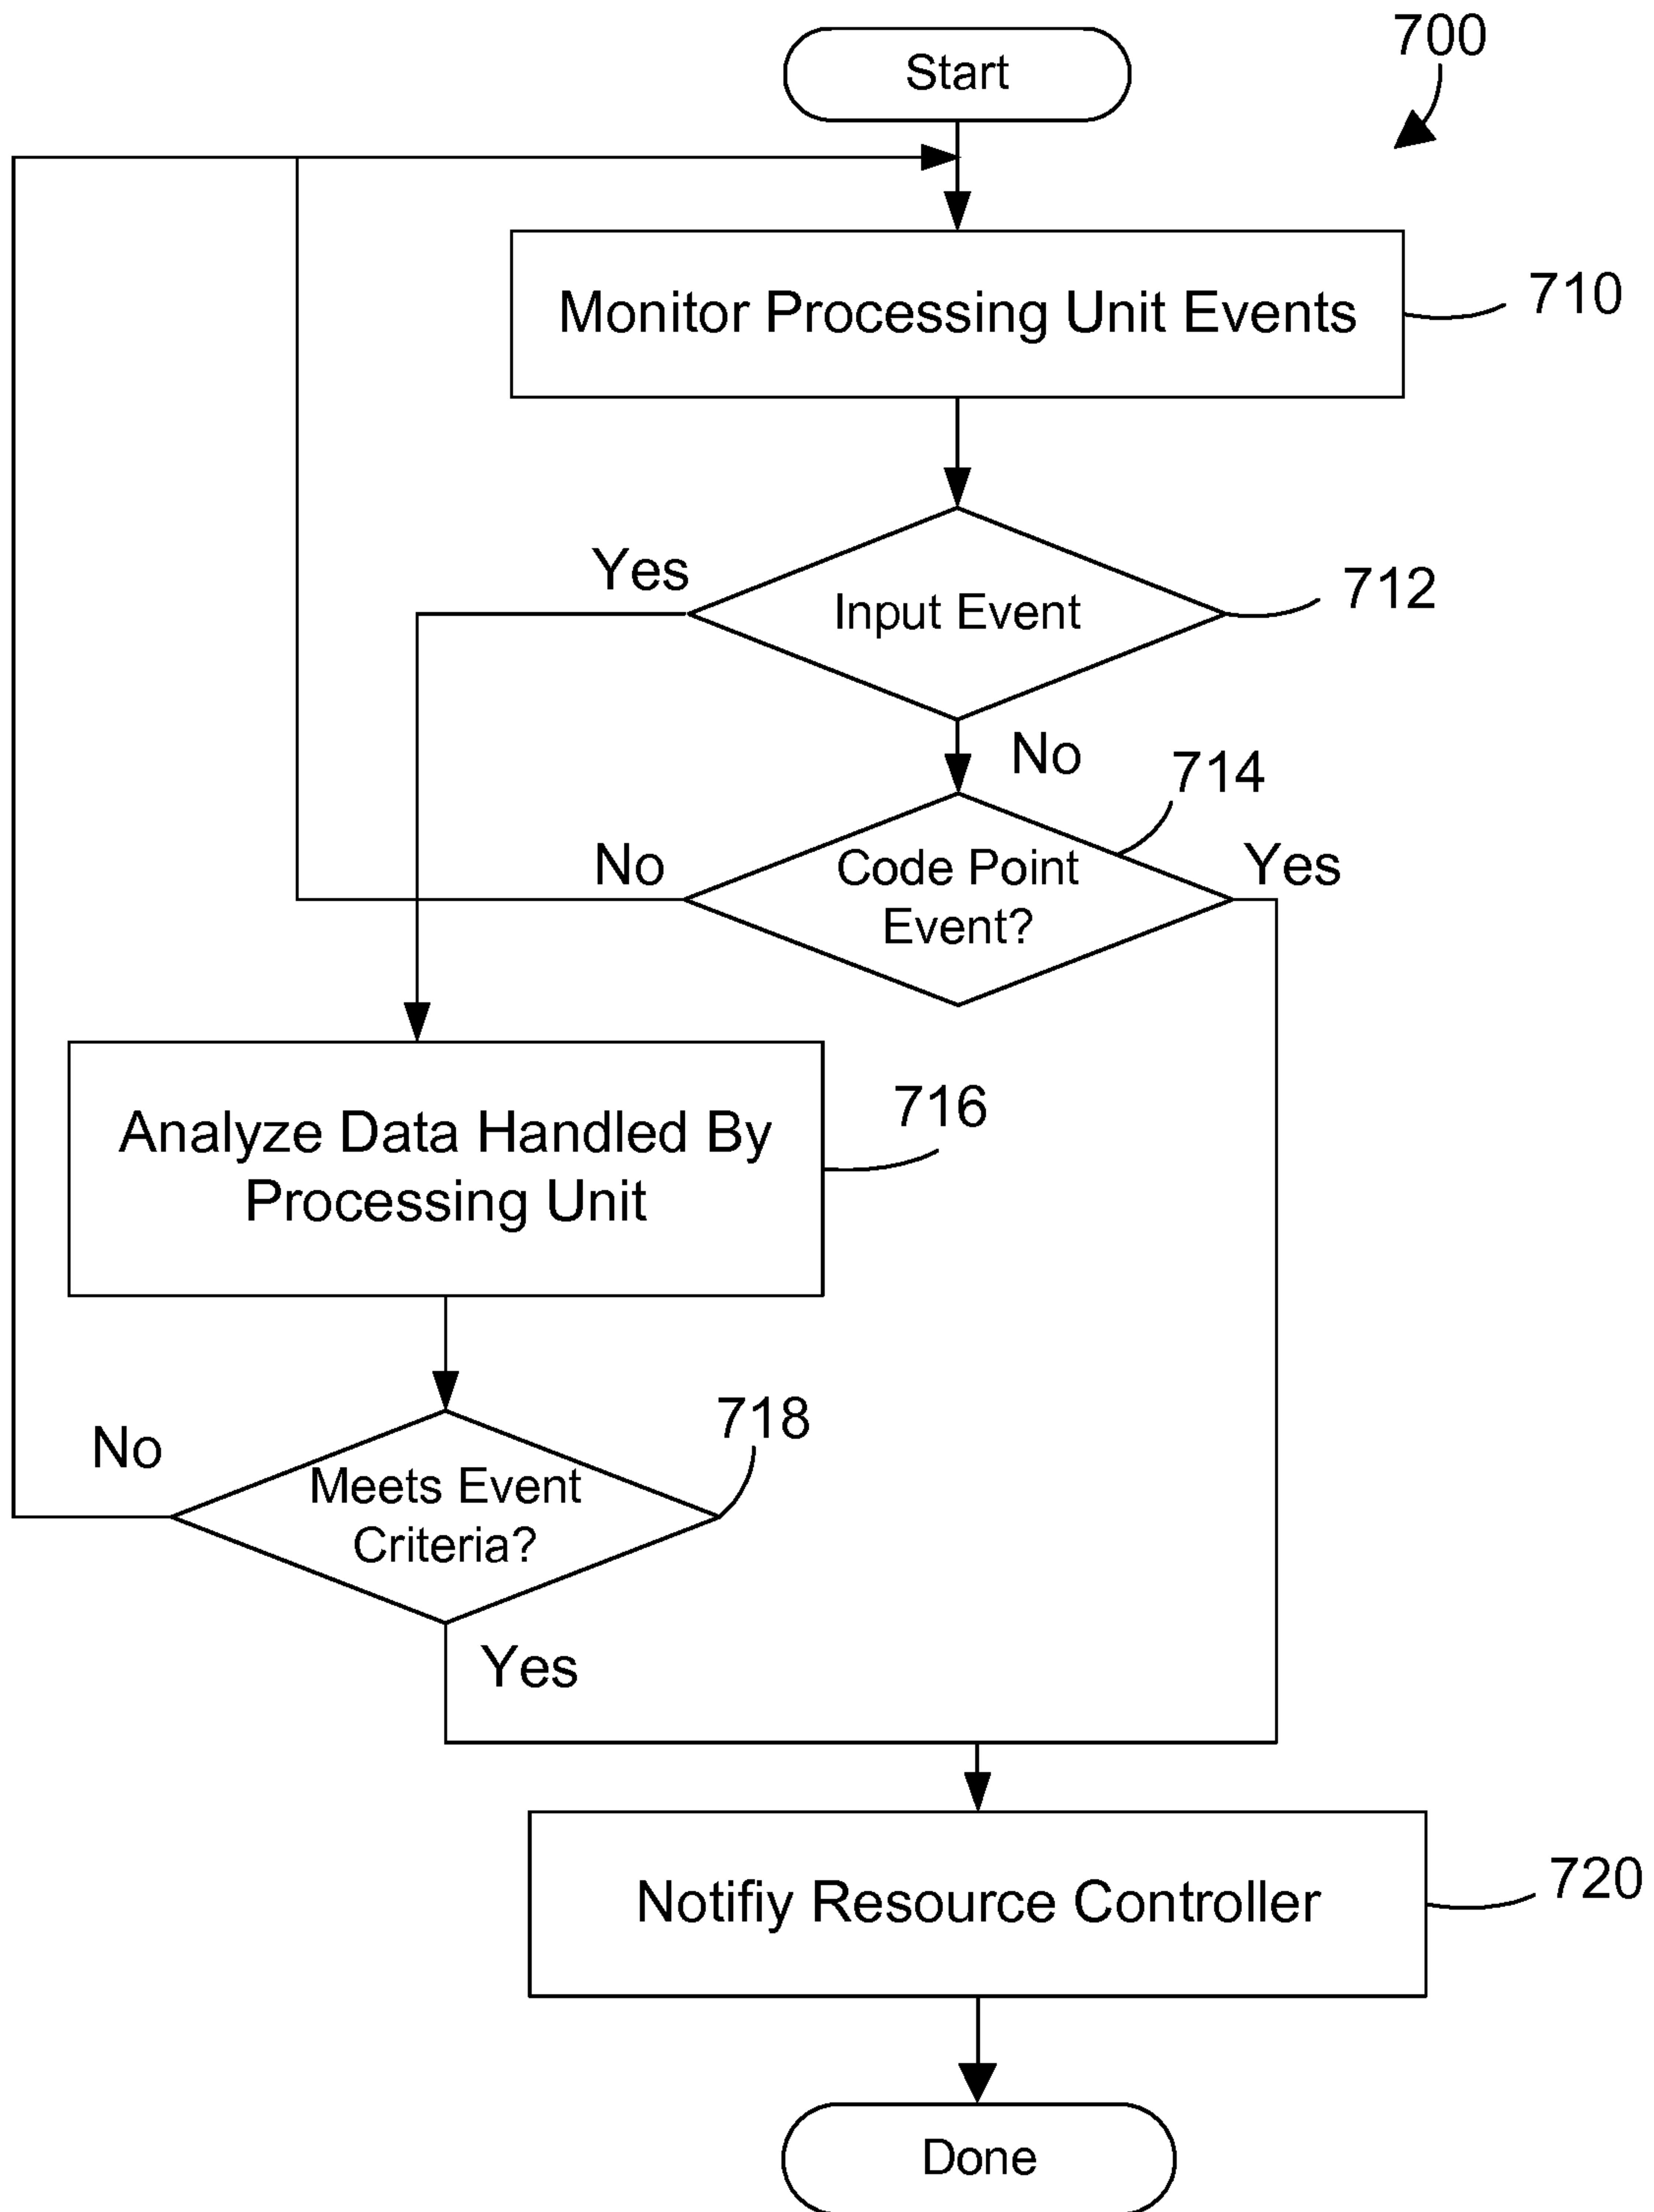 700
Start
Monitor Processing Unit Events
710
Yes
Input Event
712
No
714
No
Code Point
Event?
Yes
Analyze Data Handled By
Processing Unit
716
718
No
Meets Event
Criteria?
Yes
Notifiy Resource Controller
720
Done